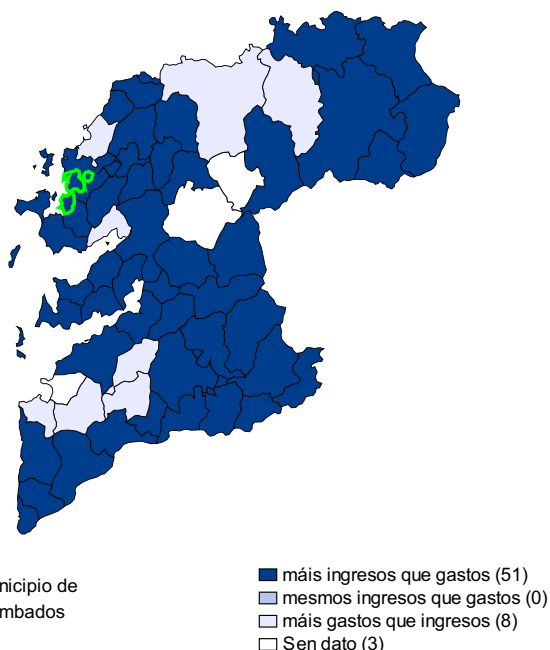 nicipio de
mbados
máis ingresos que gastos (51)
mesmos ingresos que gastos (0)
máis gastos que ingresos (8)
Sen dato (3)